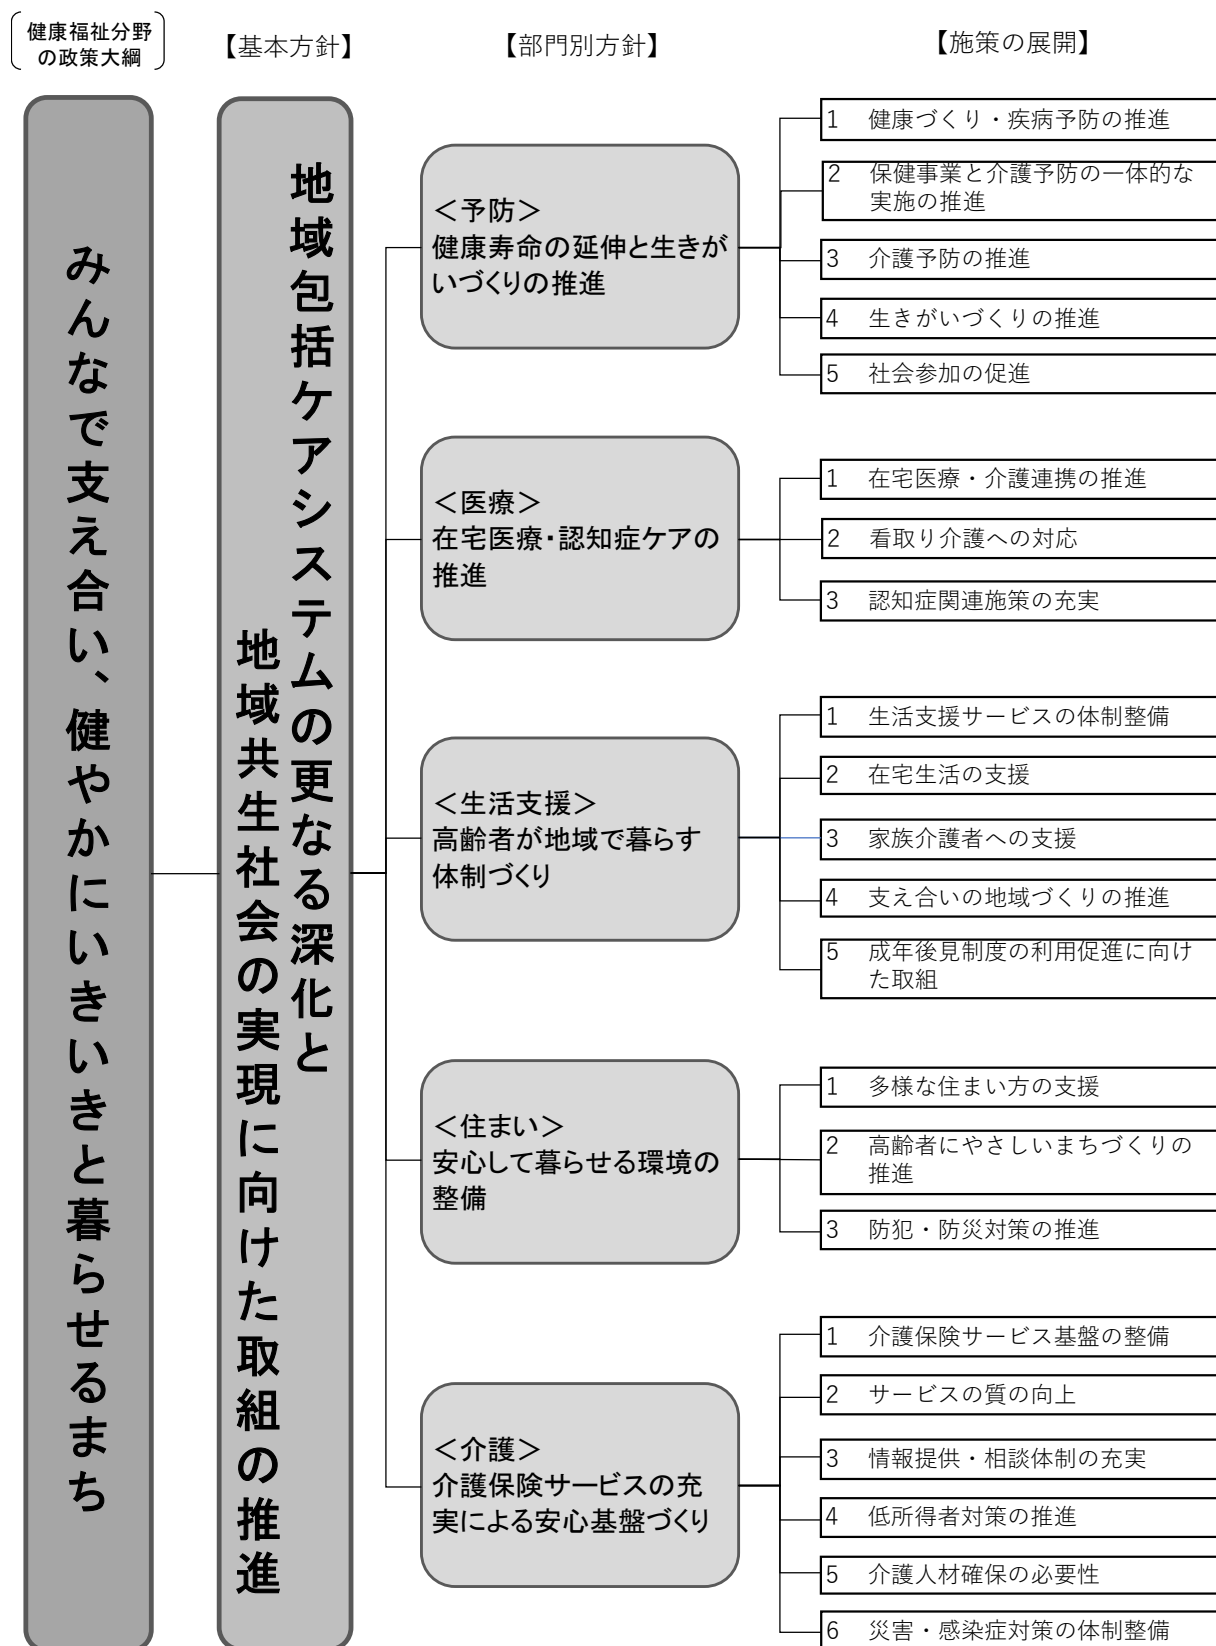 健康福祉分野
の政策大綱
【基本方針】
【部門別方針】
【施策の展開】
みんなで支え合い、健やかにいきいきと暮らせるまち
地域包括ケアシステムの更なる深化と
地域共生社会の実現に向けた取組の推進
＜予防＞
健康寿命の延伸と生きが
いづくりの推進
1 健康づくり・疾病予防の推進
2 保健事業と介護予防の一体的な
実施の推進
3 介護予防の推進
4 生きがいづくりの推進
5 社会参加の促進
＜医療＞
在宅医療・認知症ケアの
推進
1 在宅医療・介護連携の推進
2 看取り介護への対応
3 認知症関連施策の充実
＜生活支援＞
高齢者が地域で暮らす
体制づくり
1 生活支援サービスの体制整備
2 在宅生活の支援
3 家族介護者への支援
4 支え合いの地域づくりの推進
5 成年後見制度の利用促進に向け
た取組
＜住まい＞
安心して暮らせる環境の
整備
1 多様な住まい方の支援
2 高齢者にやさしいまちづくりの
推進
3 防犯・防災対策の推進
＜介護＞
介護保険サービスの充
実による安心基盤づくり
1 介護保険サービス基盤の整備
2 サービスの質の向上
3 情報提供・相談体制の充実
4 低所得者対策の推進
5 介護人材確保の必要性
6 災害・感染症対策の体制整備